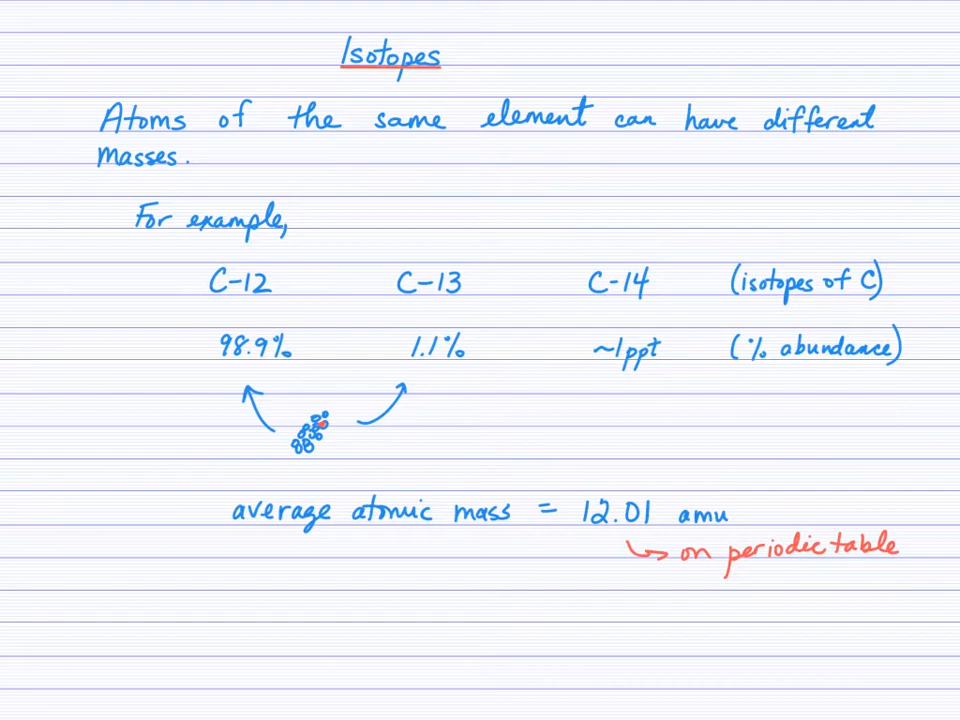 Isotopes
Atoms of the same element can have different
masses.
For example,
C-12 C-13 C-14 (isotopes of C)
98.9% 1.1% ~1ppt (% abundance)
average atomic mass = 12.01 amu
↳ on periodic table